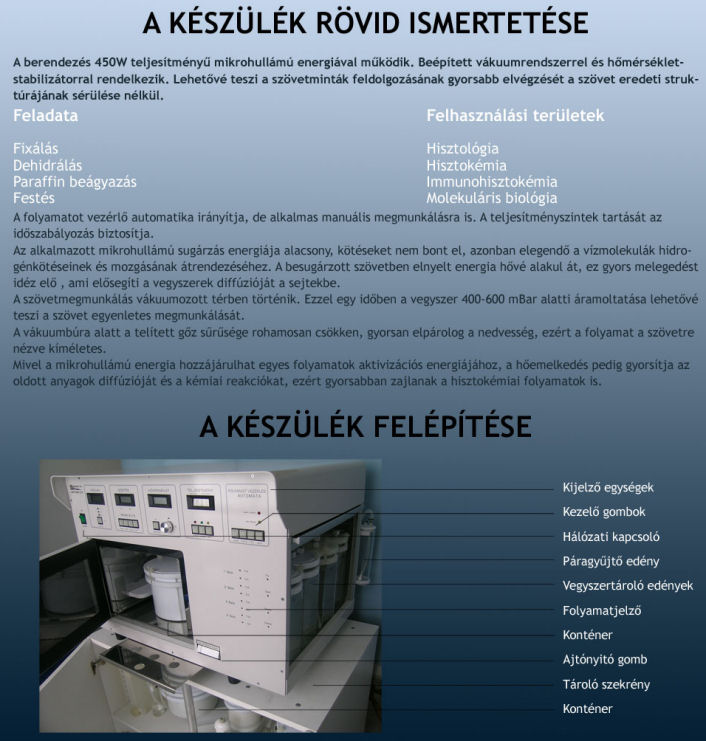 A KÉSZÜLÉK RÖVID ISMERTETÉSE
A berendezés 450W teljesítményű mikrohullámú energiával működik. Beépített vákuumrendszerrel és hőmérséklet-
stabilizátorral rendelkezik. Lehetővé teszi a szövetminták feldolgozásának gyorsabb elvégzését a szövet eredeti struk-
túrájának sérülése nélkül.
Feladata
Fixálás
Dehidrálás
Paraffin beágyazás
Festés
Felhasználási területek
Hisztológia
Hisztokémia
Immunohisztokémia
Molekuláris biológia
A folyamatot vezérlő automatika irányítja, de alkalmas manuális megmunkálásra is. A teljesítményszintek tartását az
időszabályozás biztosítja.
Az alkalmazott mikrohullámú sugárzás energiája alacsony, kötéseket nem bont el, azonban elegendő a vízmolekulák hidro-
génkötéseinek és mozgásának átrendezéséhez. A besugárzott szövetben elnyelt energia hővé alakul át, ez gyors melegedést
idéz elő , ami elősegíti a vegyszerek diffúzióját a sejtekbe.
A szövetmegmunkálás vákuumozott térben történik. Ezzel egy időben a vegyszer 400-600 mBar alatti áramoltatása lehetővé
teszi a szövet egyenletes megmunkálását.
A vákuumbúra alatt a telített gőz sűrűsége rohamosan csökken, gyorsan elpárolog a nedvesség, ezért a folyamat a szövetre
nézve kíméletes.
Mivel a mikrohullámú energia hozzájárulhat egyes folyamatok aktivizációs energiájához, a hőemelkedés pedig gyorsítja az
oldott anyagok diffúzióját és a kémiai reakciókat, ezért gyorsabban zajlanak a hisztokémiai folyamatok is.
A KÉSZÜLÉK FELÉPÍTÉSE
Kijelző egységek
Kezelő gombok
Hálózati kapcsoló
Páragyűjtő edény
Vegyszertároló edények
Folyamatjelző
Konténer
Ajtónyitó gomb
Tároló szekrény
Konténer